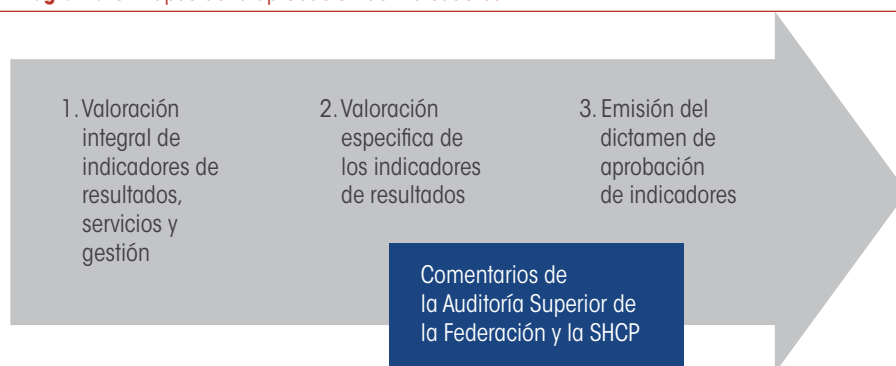 1. Valoración
integral de
indicadores de
resultados,
servicios y
gestión
2. Valoración
especifica de
los indicadores
de resultados
3. Emisión del
dictamen de
aprobación
de indicadores
Comentarios de
la Auditoría Superior de
la Federación y la SHCP